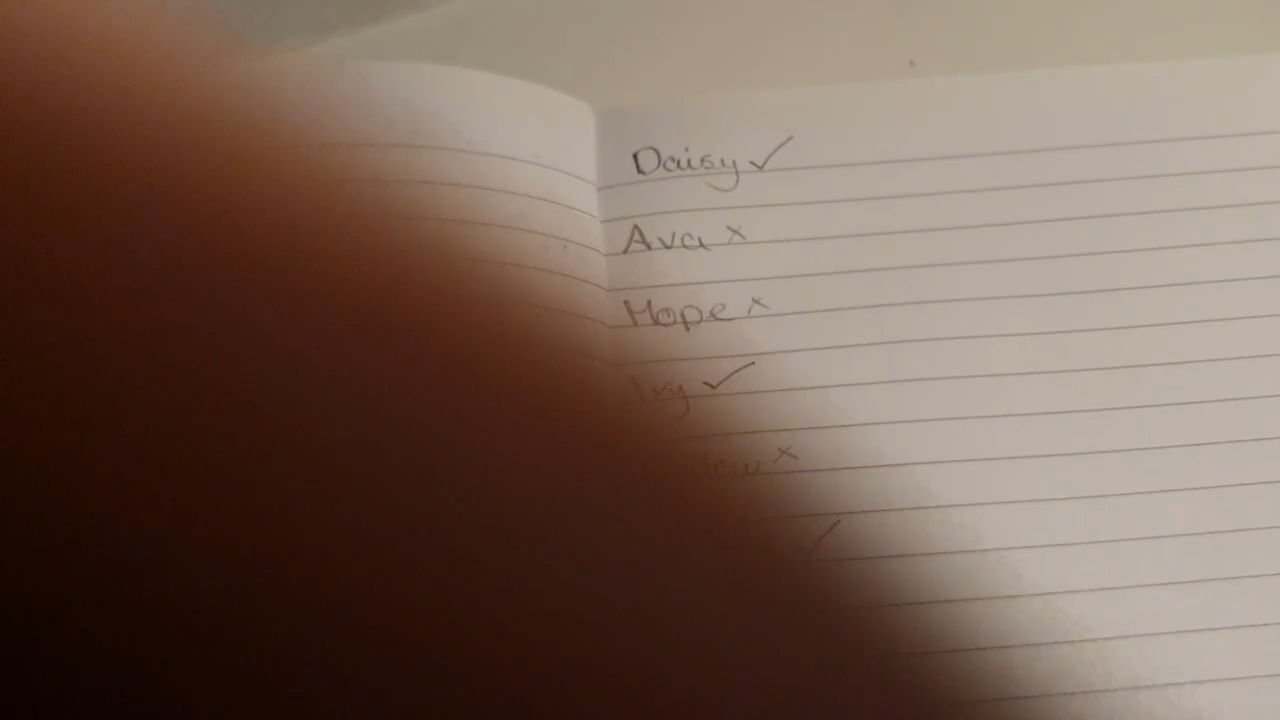 Daisy ✓
Ava x
Hope x
Ivy ✓
x
✓